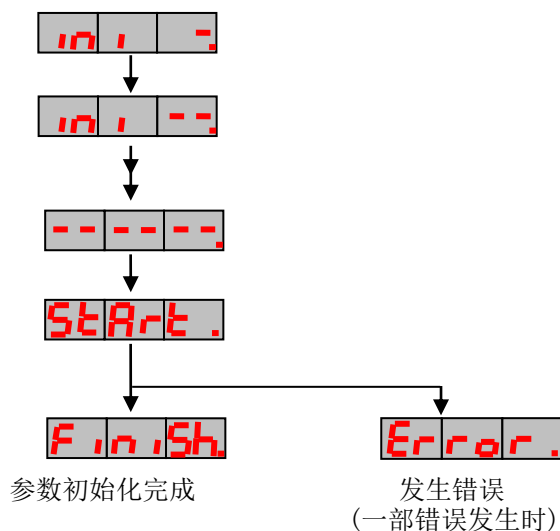 ini -.
ini --.
------.
StArt .
FiniSh.
Error.
参数初始化完成
发生错误
(一部错误发生时)